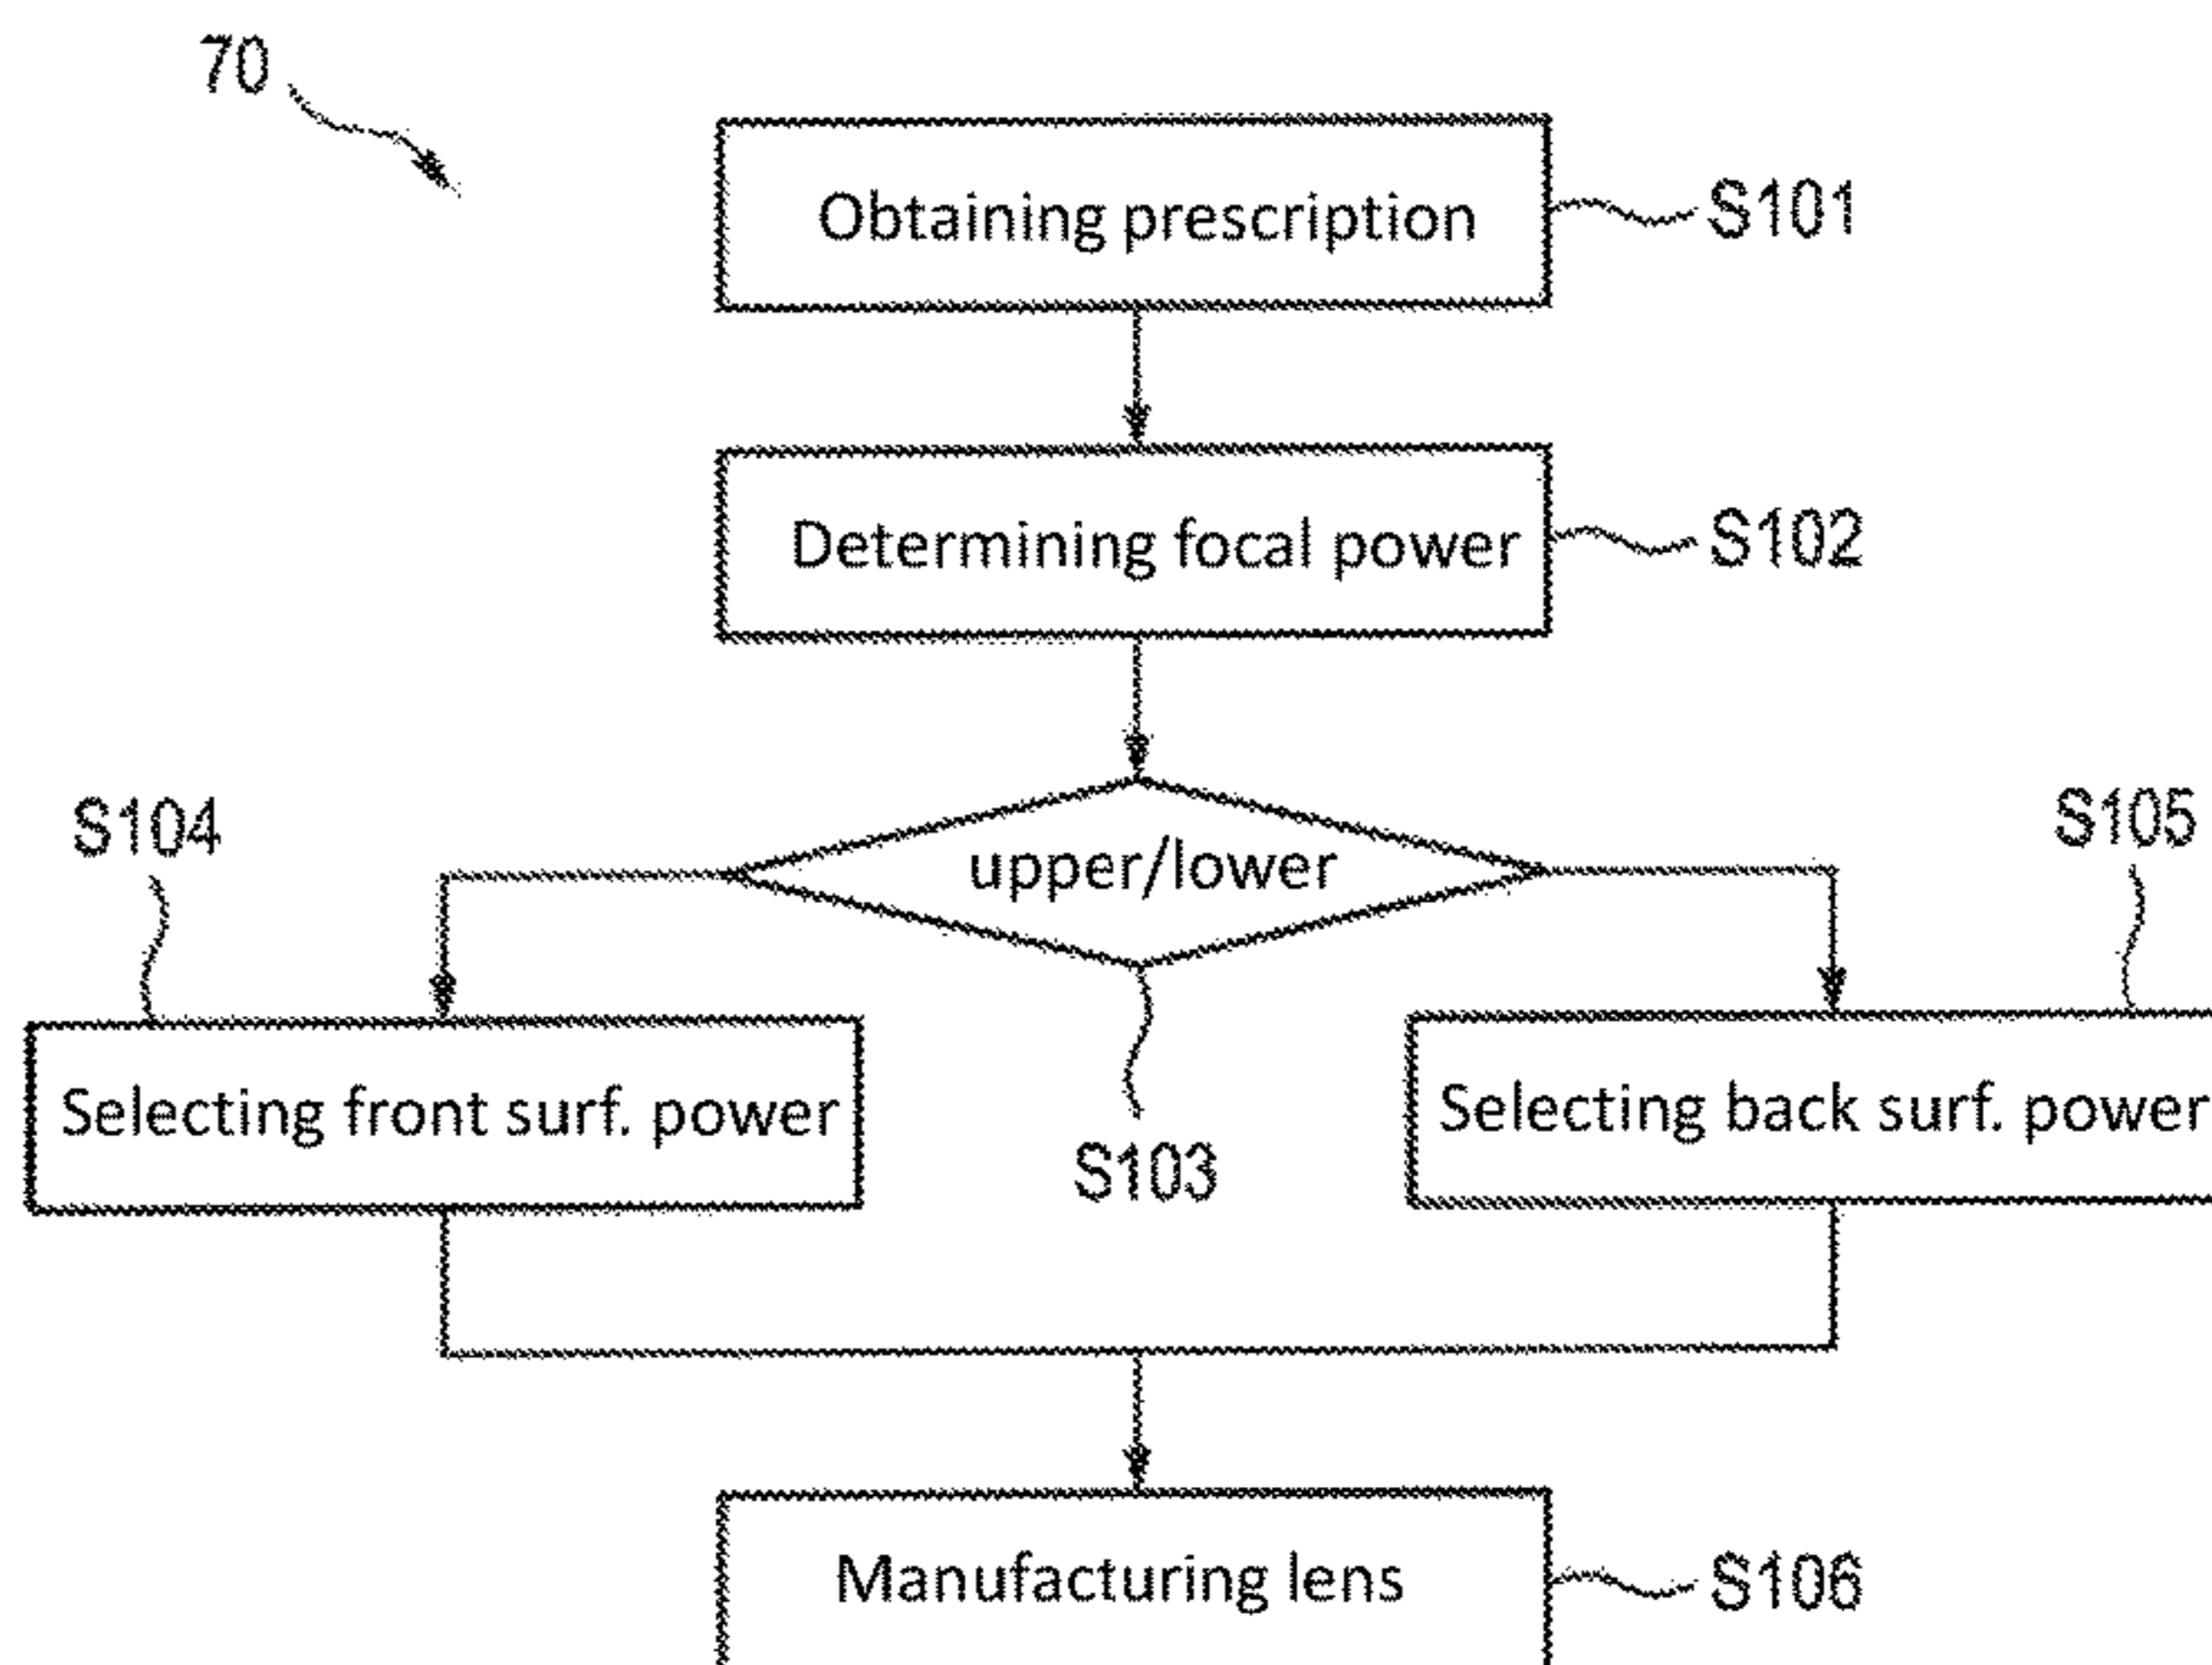 70
Obtaining prescription
S101
Determining focal power
S102
upper/lower
S103
S104
S105
Selecting front surf. power
Selecting back surf. power
Manufacturing lens
S106